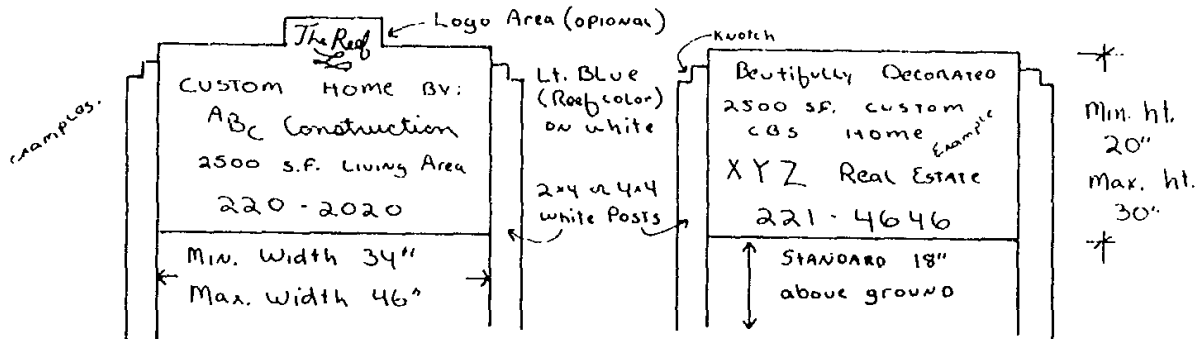 Logo Area (opional)
The Reef
Custom Home By:
ABC Construction
2500 s.f. Living Area
220-2020
Min. Width 34"
Max. Width 46"
examples.
Lt. Blue
(Reef color)
on white
2x4 or 4x4
white Posts
Knotch
Beutifully Decorated
2500 s.f. custom
CBS Home
Example
XYZ Real Estate
221-4646
Standard 18"
above ground
Min. ht.
20"
Max. ht.
30"